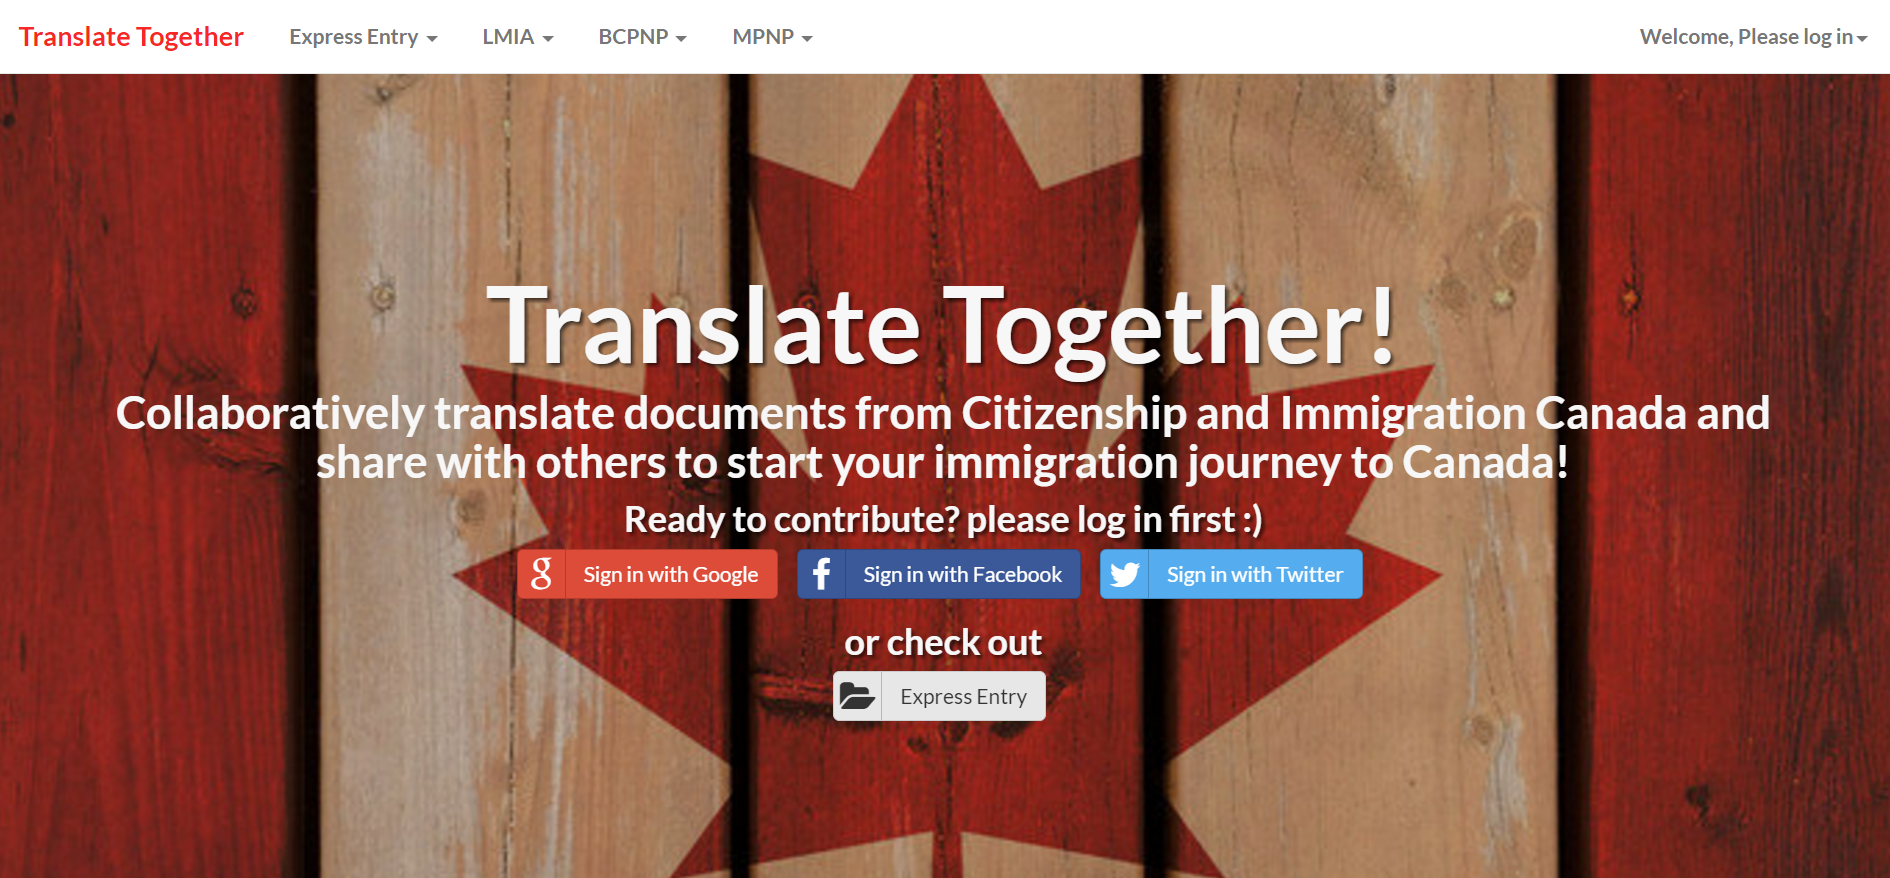 Translate Together
Express Entry
LMIA
BCPNP
MPNP
Welcome, Please log in
Translate Together!
Collaboratively translate documents from Citizenship and Immigration Canada and
share with others to start your immigration journey to Canada!
Ready to contribute? please log in first :)
Sign in with Google
Sign in with Facebook
Sign in with Twitter
or check out
Express Entry